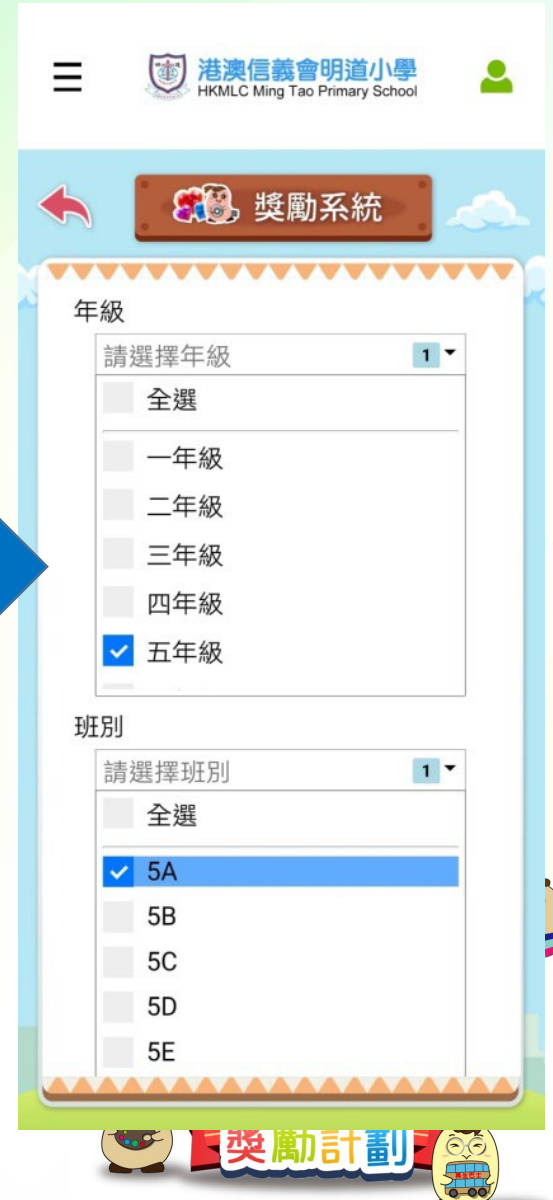 港澳信義會明道小學
HKMLC Ming Tao Primary School
獎勵系統
年級
請選擇年級 1
全選
一年級
二年級
三年級
四年級
五年級
班別
請選擇班別 1
全選
5A
5B
5C
5D
5E
獎勵計劃